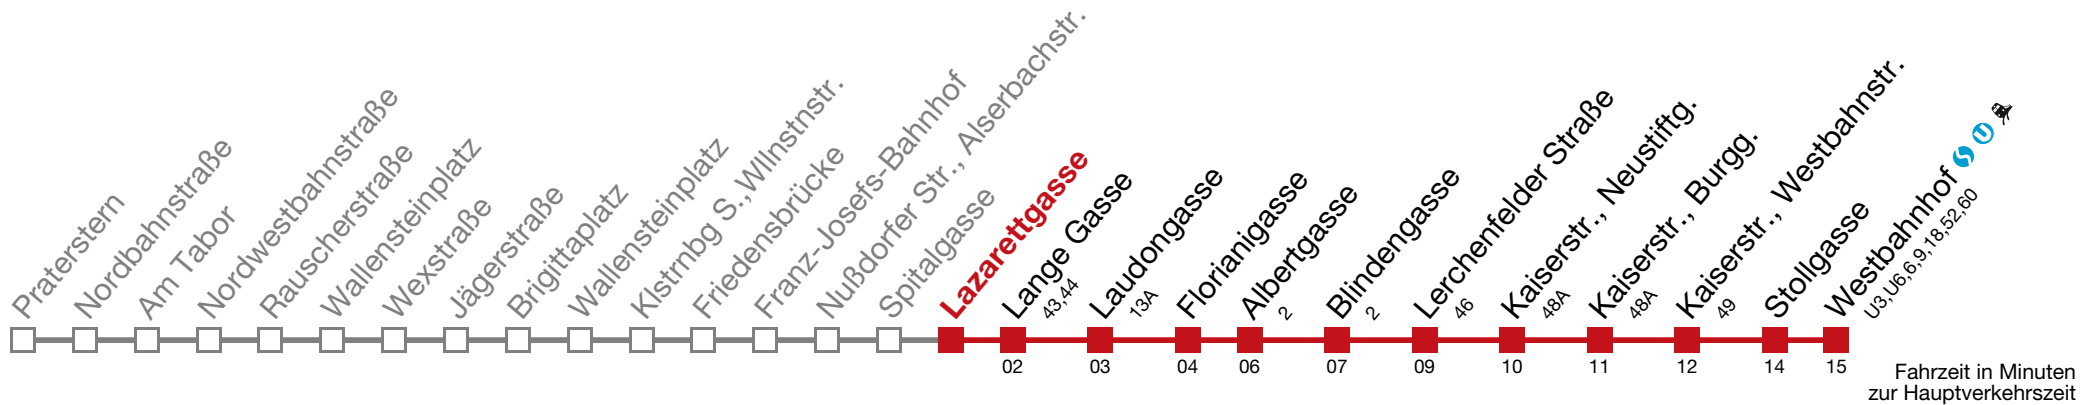 Praterstern
Nordbahnstraße
Am Tabor
Nordwestbahnstraße
Rauscherstraße
Wallensteinplatz
Wexstraße
Jägerstraße
Brigittaplatz
Wallensteinplatz
Klstrnbg S., Wllnstnstr.
Friedensbrücke
Franz-Josefs-Bahnhof
Nußdorfer Str., Alserbachstr.
Spitalgasse
Lazarettgasse
Lange Gasse
43,44
Laudongasse
13A
Florianigasse
Albertgasse
2
Blindengasse
2
Lerchenfelder Straße
46
Kaiserstr., Neustiftg.
48A
Kaiserstr., Burgg.
48A
Kaiserstr., Westbahnstr.
49
Stollgasse
Westbahnhof S U
U3,U6,6,9,18,52,60
02 03 04 06 07 09 10 11 12 14 15
Fahrzeit in Minuten
zur Hauptverkehrszeit